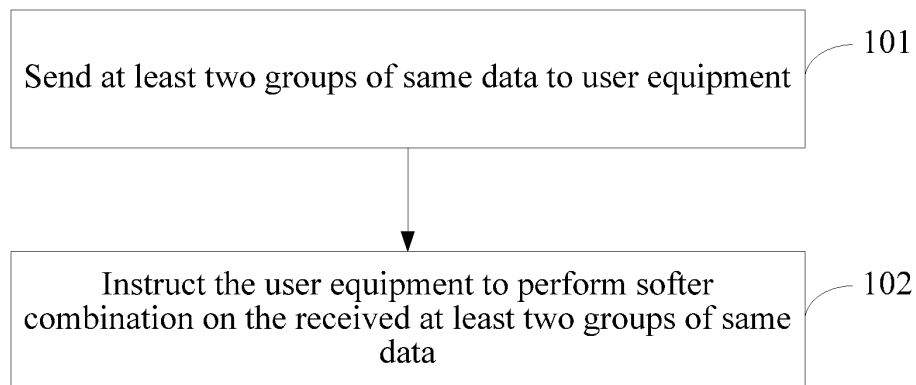 101
Send at least two groups of same data to user equipment
102
Instruct the user equipment to perform softer
combination on the received at least two groups of same
data